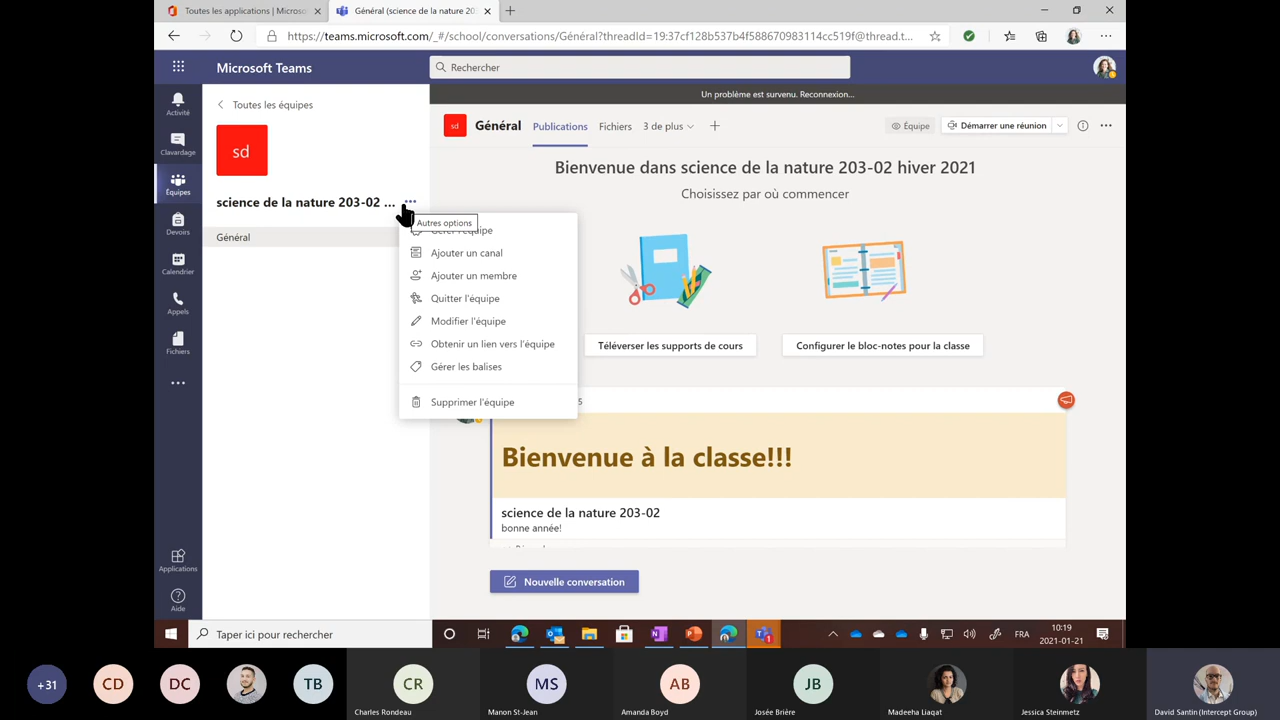 Toutes les applications | Micros
Général (science de la nature 20
https://teams.microsoft.com/_#/school/conversations/Général?threadId=19:37cf128b537b4f588670983114cc519f@thread.t...
Microsoft Teams
Rechercher
Un problème est survenu. Reconnexion...
Activité
Clavardage
Équipes
Devoirs
Calendrier
Appels
Fichiers
Applications
Aide
Toutes les équipes
sd
science de la nature 203-02 ...
Général
Autres options
Gérer l'équipe
Ajouter un canal
Ajouter un membre
Quitter l'équipe
Modifier l'équipe
Obtenir un lien vers l'équipe
Gérer les balises
Supprimer l'équipe
sd
Général
Publications
Fichiers
3 de plus
Équipe
Démarrer une réunion
Bienvenue dans science de la nature 203-02 hiver 2021
Choisissez par où commencer
Téléverser les supports de cours
Configurer le bloc-notes pour la classe
5
Bienvenue à la classe!!!
science de la nature 203-02
bonne année!
Nouvelle conversation
Taper ici pour rechercher
FRA
10:19
2021-01-21
+31
CD
DC
TB
CR
Charles Rondeau
MS
Manon St-Jean
AB
Amanda Boyd
JB
Josée Brière
Madeeha Liaqat
Jessica Steinmetz
David Santin (Intercept Group)